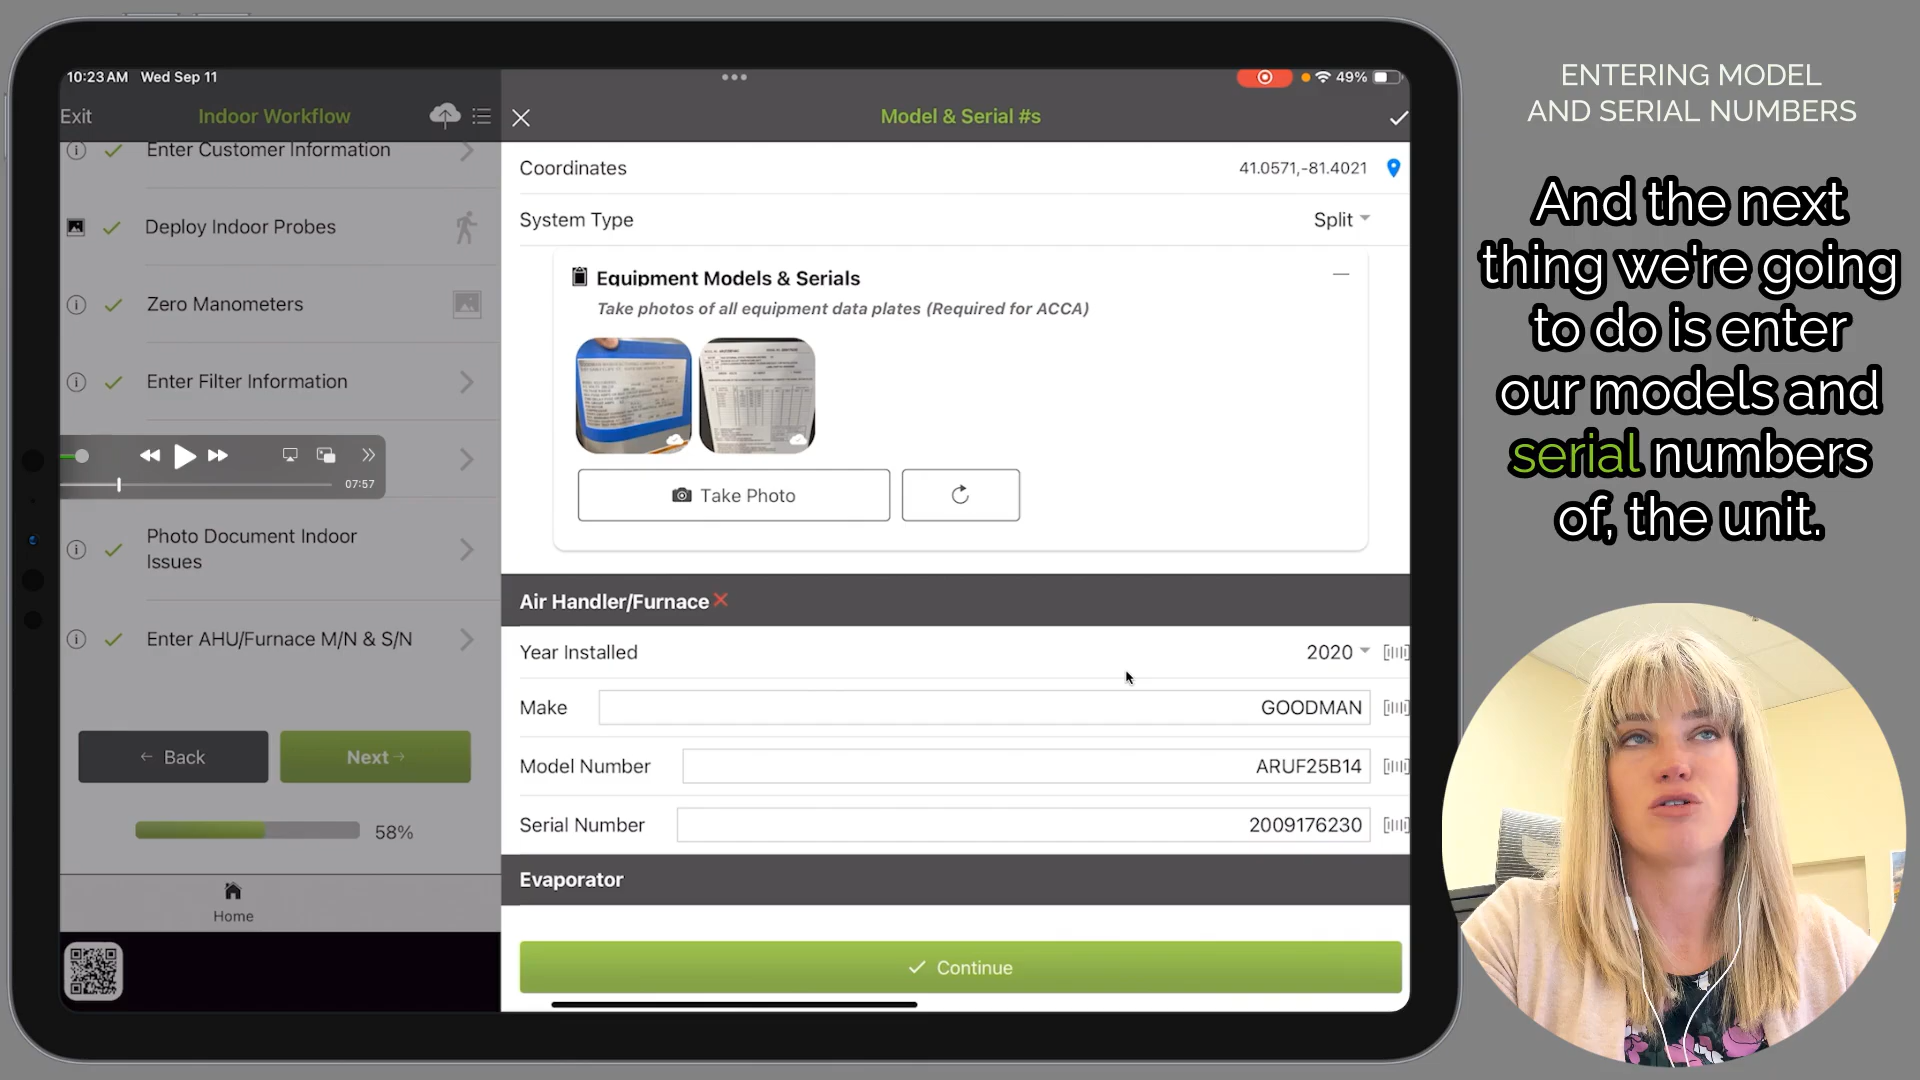 10:23 AM Wed Sep 11
49%
Exit
Indoor Workflow
Model & Serial #s
Enter Customer Information
Deploy Indoor Probes
Zero Manometers
Enter Filter Information
07:57
Photo Document Indoor
Issues
Enter AHU/Furnace M/N & S/N
← Back
Next →
58%
Home
Coordinates
41.0571,-81.4021
System Type
Split
Equipment Models & Serials
Take photos of all equipment data plates (Required for ACCA)
Take Photo
Air Handler/Furnace
Year Installed
2020
Make
GOODMAN
Model Number
ARUF25B14
Serial Number
2009176230
Evaporator
Continue
ENTERING MODEL
AND SERIAL NUMBERS
And the next
thing we're going
to do is enter
our models and
serial numbers
of, the unit.